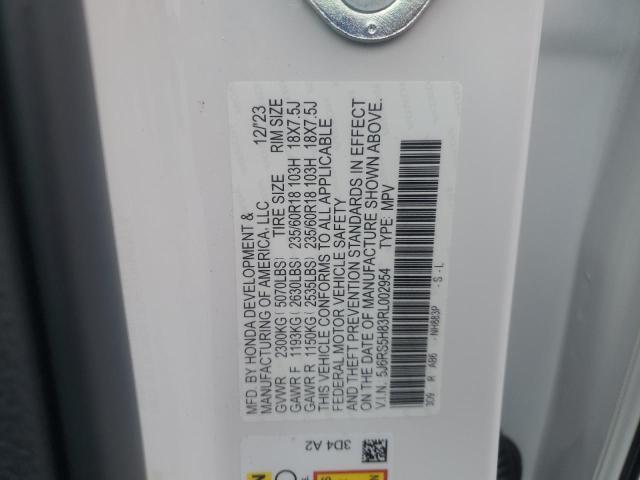 MFD. BY HONDA DEVELOPMENT & 12/'23
MANUFACTURING OF AMERICA, LLC
GVWR 2300KG( 5070LBS) TIRE SIZE RIM SIZE
GAWR F 1193KG( 2630LBS) 235/60R18 103H 18X7.5J
GAWR R 1150KG( 2535LBS) 235/60R18 103H 18X7.5J
THIS VEHICLE CONFORMS TO ALL APPLICABLE
FEDERAL MOTOR VEHICLE SAFETY
AND THEFT PREVENTION STANDARDS IN EFFECT
ON THE DATE OF MANUFACTURE SHOWN ABOVE.
V.I.N. 5J6RS5H83RL002954 TYPE: MPV
3D9 R A86 -NH883P -S -L
3D4 A2